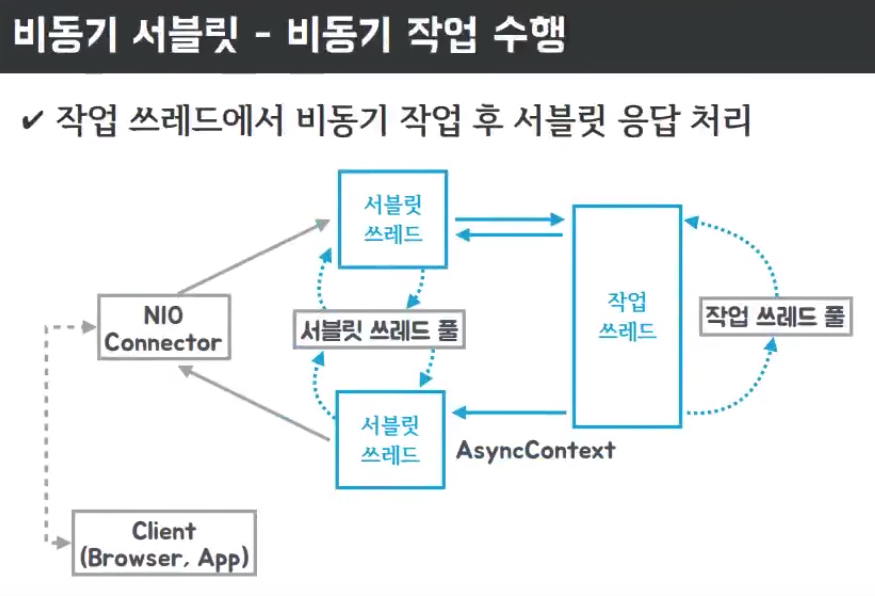 비동기 서블릿 - 비동기 작업 수행
✔ 작업 쓰레드에서 비동기 작업 후 서블릿 응답 처리
서블릿
쓰레드
작업
쓰레드
NIO
Connector
서블릿 쓰레드 풀
작업 쓰레드 풀
서블릿
쓰레드
AsyncContext
Client
(Browser, App)